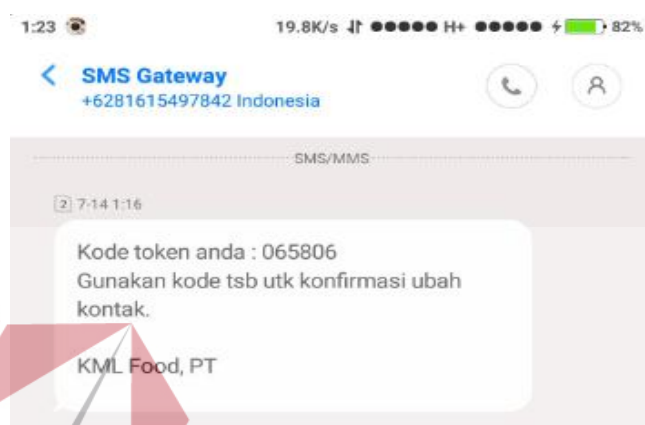 1:23 19.8K/s H+ 82%
SMS Gateway
+6281615497842 Indonesia
SMS/MMS
2 7-14 1:16
Kode token anda : 065806
Gunakan kode tsb utk konfirmasi ubah
kontak.
KML Food, PT